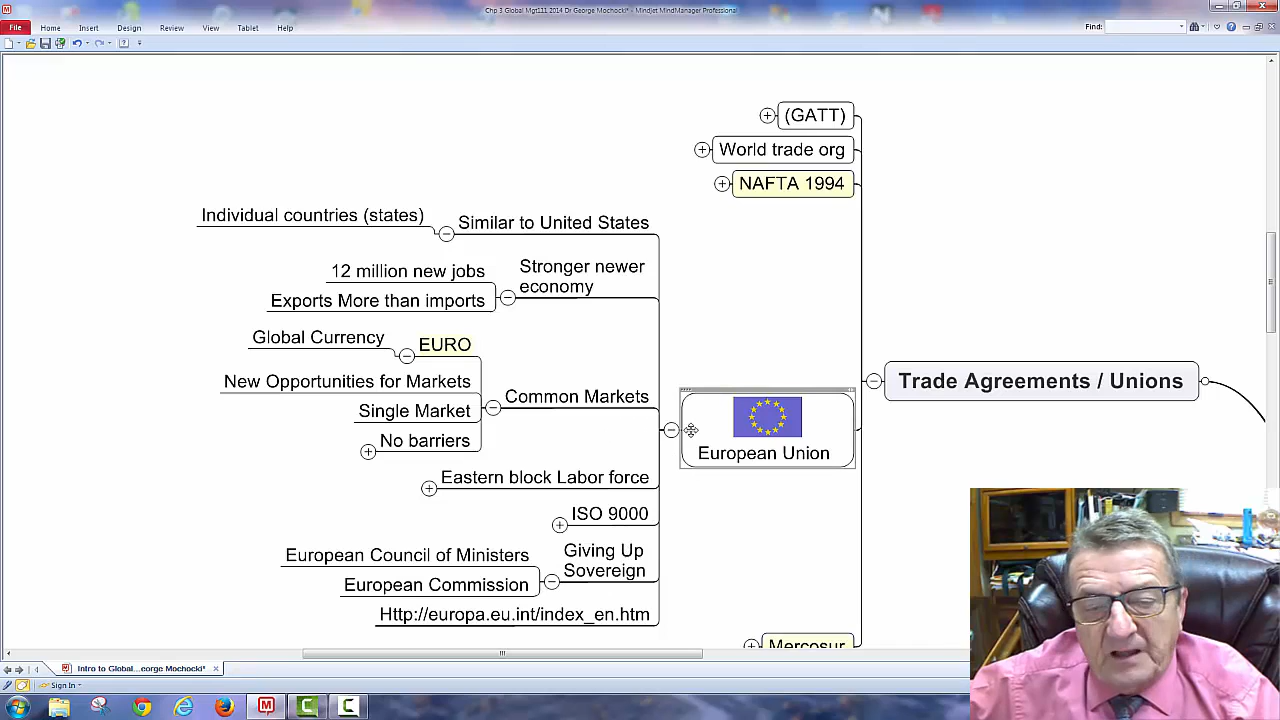 Chp 3 Global Mgt111 2014 Dr George Mochocki* - Mindjet MindManager Professional
File Home Insert Design Review View Tablet Help Find:
(GATT)
World trade org
NAFTA 1994
Individual countries (states) Similar to United States
12 million new jobs
Exports More than imports
Stronger newer
economy
Global Currency EURO
New Opportunities for Markets
Single Market
No barriers
Common Markets
Trade Agreements / Unions
European Union
Eastern block Labor force
ISO 9000
European Council of Ministers
European Commission
Giving Up
Sovereign
Http://europa.eu.int/index_en.htm
Mercosur
Intro to Global...eorge Mochocki*
Sign In